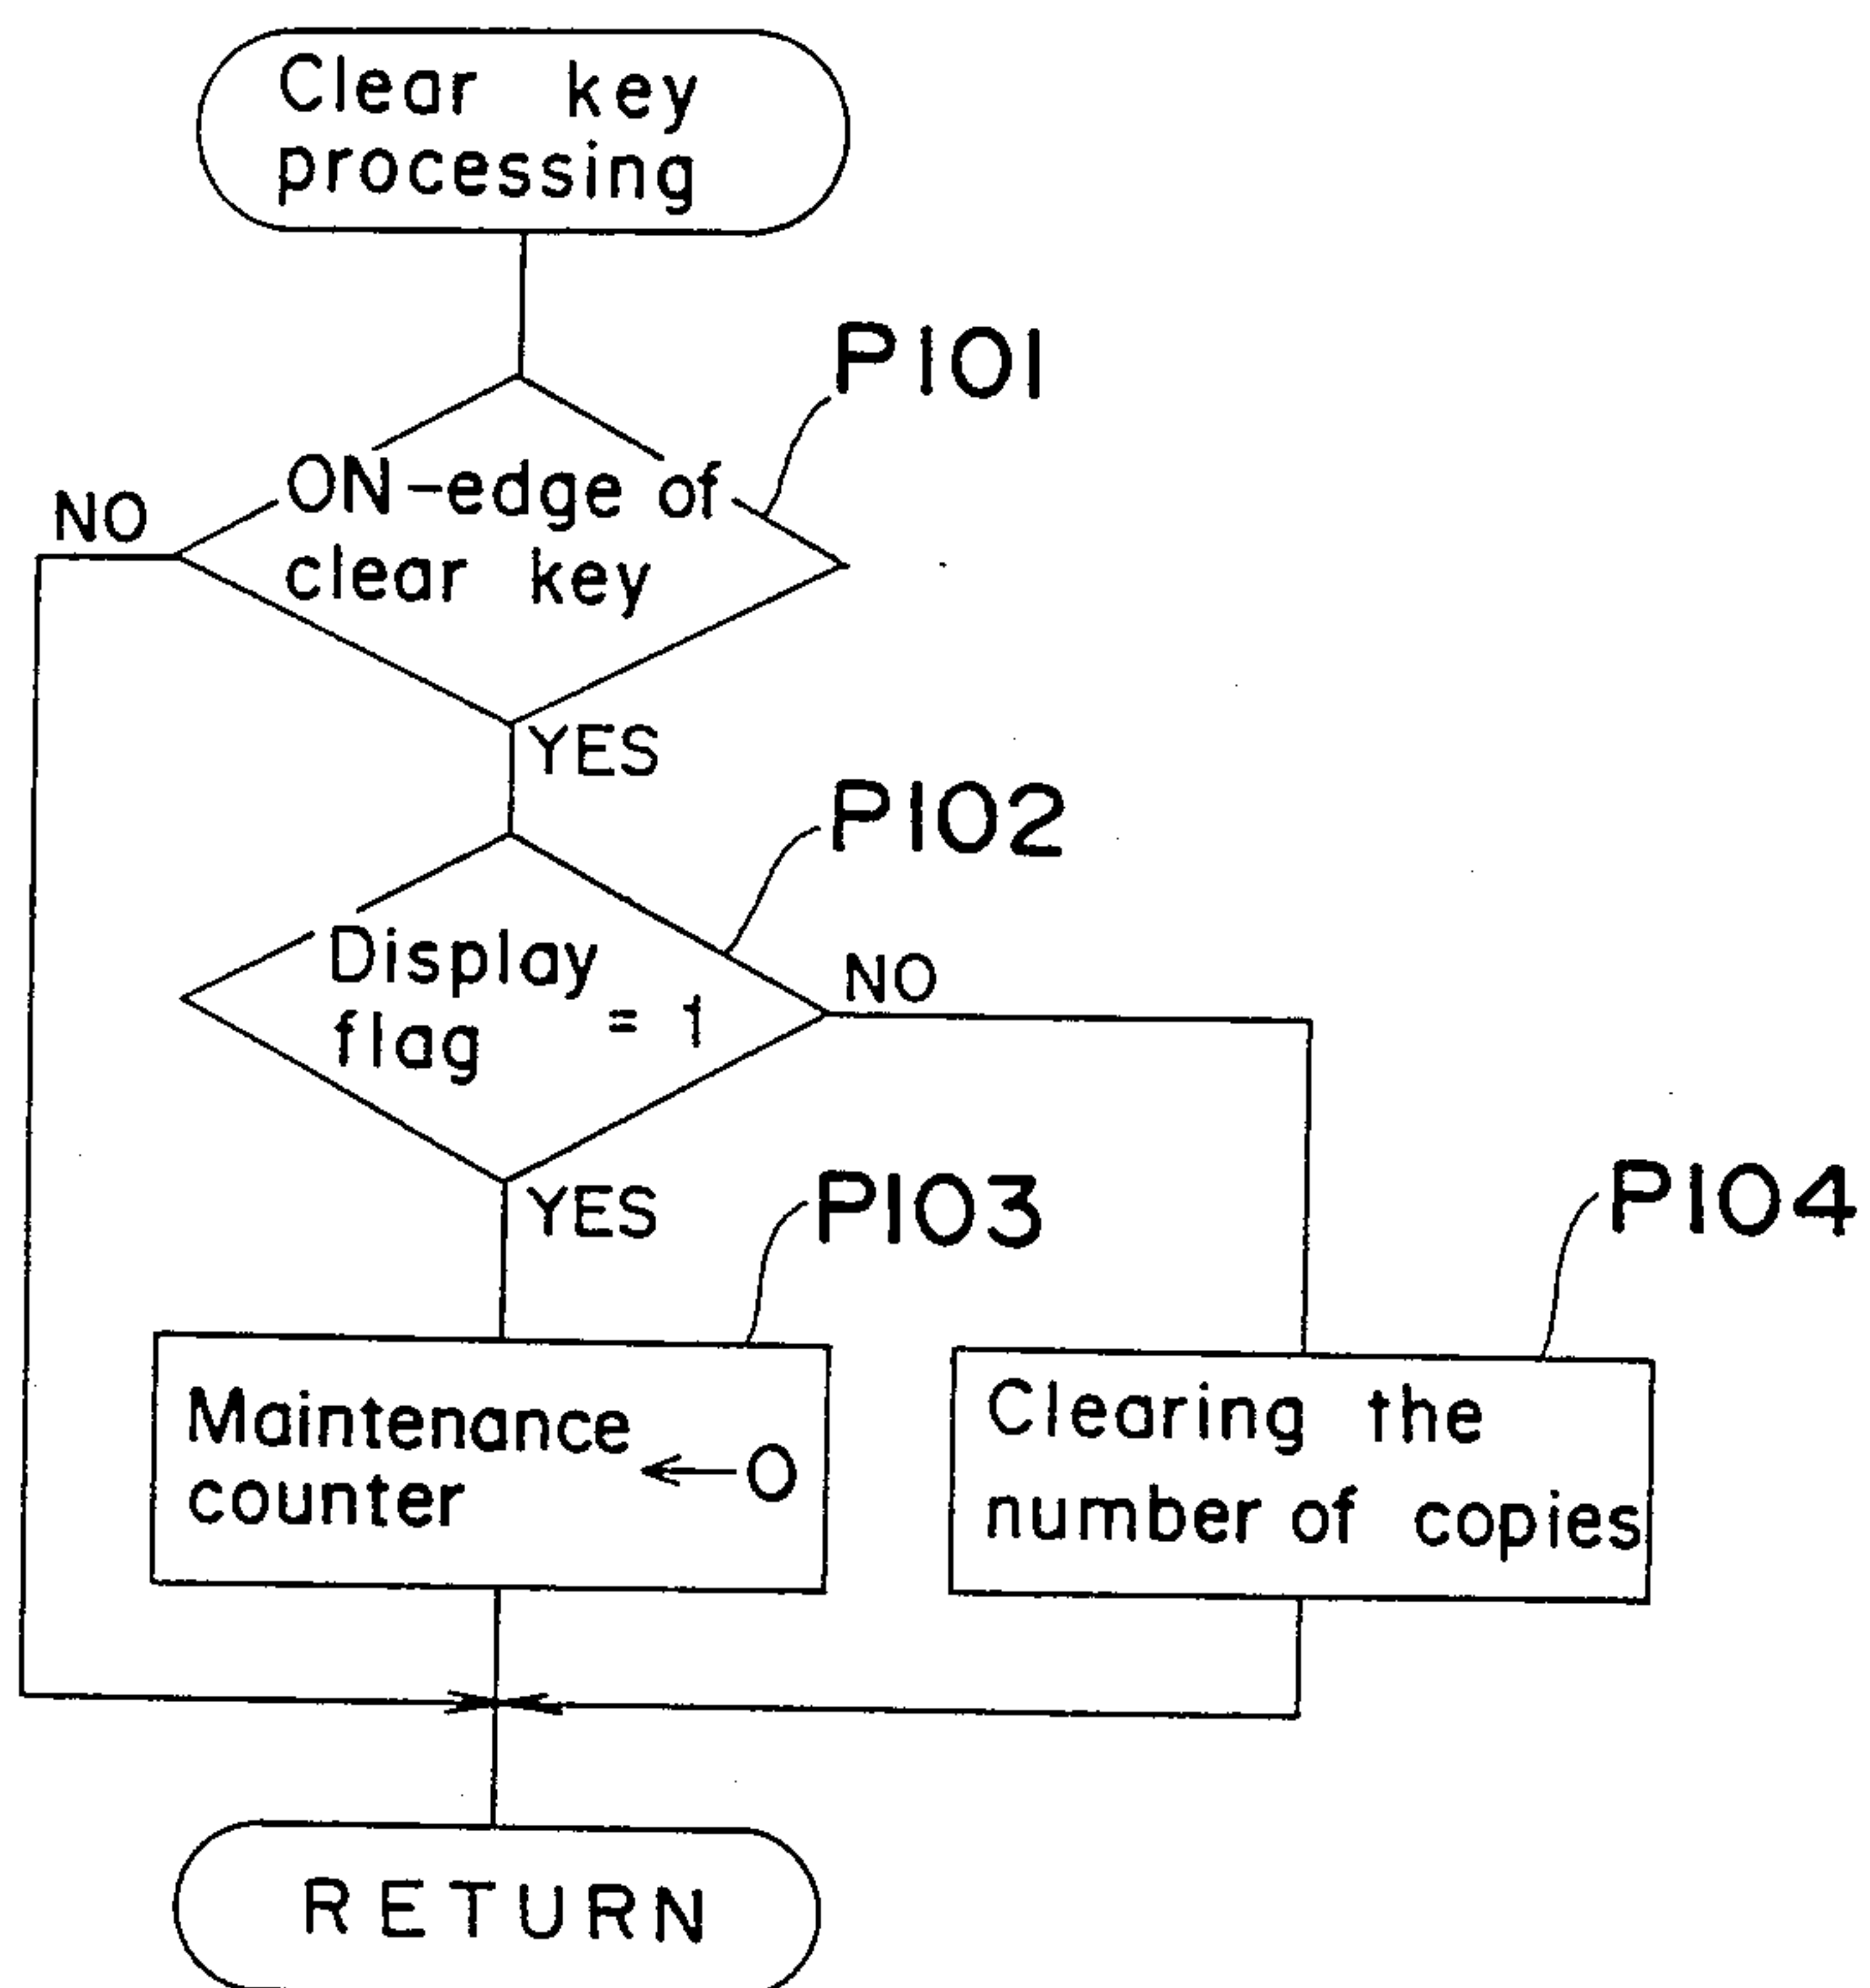 Clear key
processing
P101
ON-edge of
clear key
NO
YES
P102
Display
flag = 1
NO
YES
P103
P104
Maintenance
counter ← 0
Clearing the
number of copies
RETURN